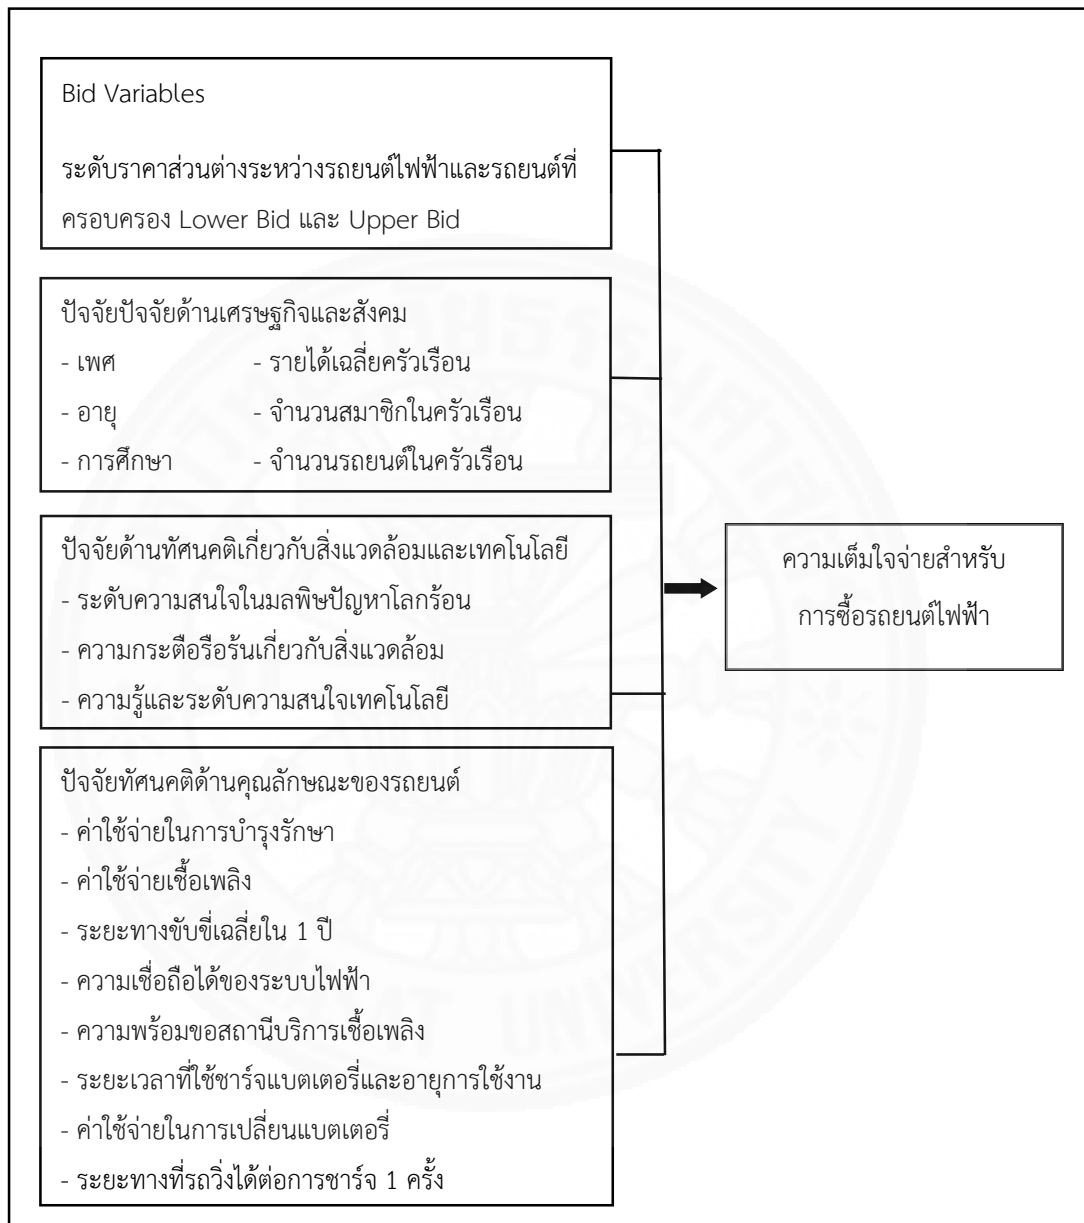 Bid Variables
ระดับราคาส่วนต่างระหว่างรถยนต์ไฟฟ้าและรถยนต์ที่
ครอบครอง Lower Bid และ Upper Bid
ปัจจัยปัจจัยด้านเศรษฐกิจและสังคม
- เพศ - รายได้เฉลี่ยครัวเรือน
- อายุ - จำนวนสมาชิกในครัวเรือน
- การศึกษา - จำนวนรถยนต์ในครัวเรือน
ปัจจัยด้านทัศนคติเกี่ยวกับสิ่งแวดล้อมและเทคโนโลยี
- ระดับความสนใจในมลพิษปัญหาโลกร้อน
- ความกระตือรือร้นเกี่ยวกับสิ่งแวดล้อม
- ความรู้และระดับความสนใจเทคโนโลยี
ปัจจัยทัศนคติด้านคุณลักษณะของรถยนต์
- ค่าใช้จ่ายในการบำรุงรักษา
- ค่าใช้จ่ายเชื้อเพลิง
- ระยะทางขับขี่เฉลี่ยใน 1 ปี
- ความเชื่อถือได้ของระบบไฟฟ้า
- ความพร้อมขอสถานีบริการเชื้อเพลิง
- ระยะเวลาที่ใช้ชาร์จแบตเตอรี่และอายุการใช้งาน
- ค่าใช้จ่ายในการเปลี่ยนแบตเตอรี่
- ระยะทางที่รถวิ่งได้ต่อการชาร์จ 1 ครั้ง
ความเต็มใจจ่ายสำหรับ
การซื้อรถยนต์ไฟฟ้า